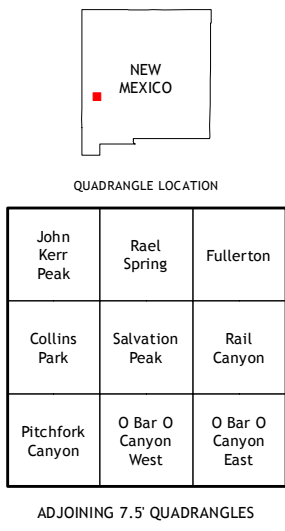 NEW
MEXICO
QUADRANGLE LOCATION
John
Kerr
Peak
Rael
Spring
Fullerton
Collins
Park
Salvation
Peak
Rail
Canyon
Pitchfork
Canyon
O Bar O
Canyon
West
O Bar O
Canyon
East
ADJOINING 7.5' QUADRANGLES